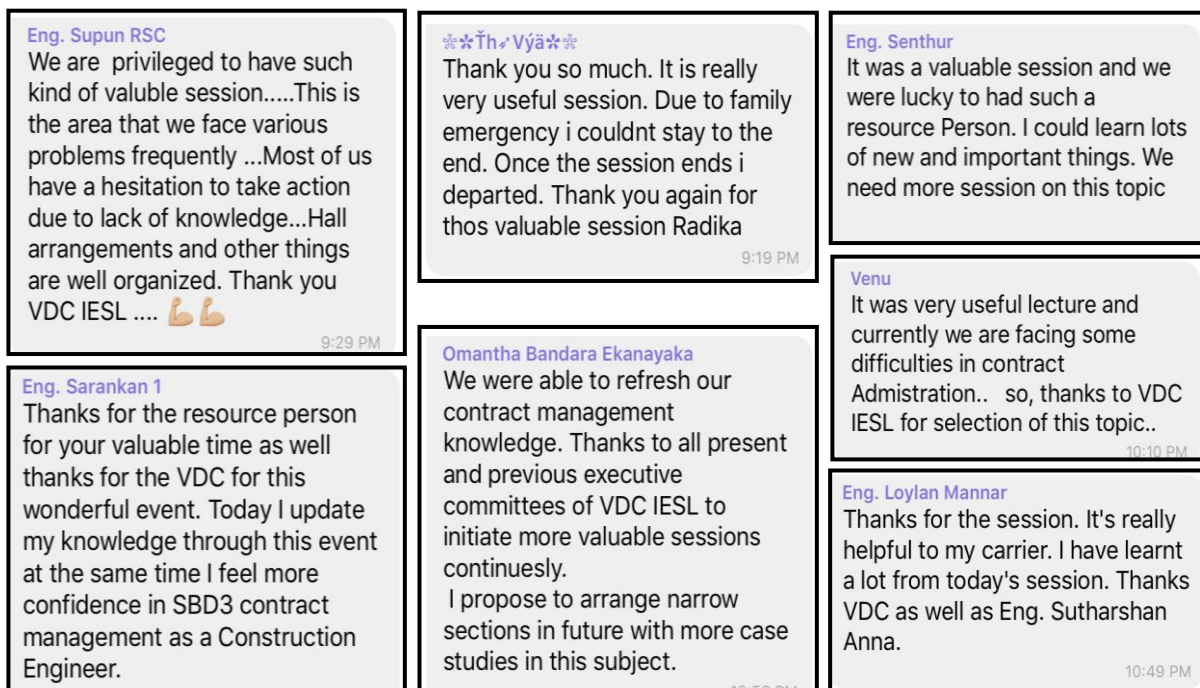 Eng. Supun RSC
We are  privileged to have such
kind of valuble session.....This is
the area that we face various
problems frequently ...Most of us
have a hesitation to take action
due to lack of knowledge...Hall
arrangements and other things
are well organized. Thank you
VDC IESL .... 💪🏼💪🏼
9:29 PM
Eng. Sarankan 1
Thanks for the resource person
for your valuable time as well
thanks for the VDC for this
wonderful event. Today I update
my knowledge through this event
at the same time I feel more
confidence in SBD3 contract
management as a Construction
Engineer.
❊✲Ťh➶Výä✲❊
Thank you so much. It is really
very useful session. Due to family
emergency i couldnt stay to the
end. Once the session ends i
departed. Thank you again for
thos valuable session Radika
9:19 PM
Omantha Bandara Ekanayaka
We were able to refresh our
contract management
knowledge. Thanks to all present
and previous executive
committees of VDC IESL to
initiate more valuable sessions
continuesly.
I propose to arrange narrow
sections in future with more case
studies in this subject.
Eng. Senthur
It was a valuable session and we
were lucky to had such a
resource Person. I could learn lots
of new and important things. We
need more session on this topic
Venu
It was very useful lecture and
currently we are facing some
difficulties in contract
Admistration..   so, thanks to VDC
IESL for selection of this topic..
10:10 PM
Eng. Loylan Mannar
Thanks for the session. It's really
helpful to my carrier. I have learnt
a lot from today's session. Thanks
VDC as well as Eng. Sutharshan
Anna.
10:49 PM